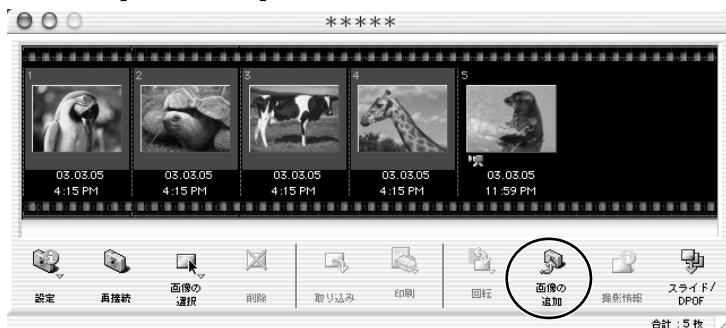 *****
1 2 3 4 5
03.03.05 03.03.05 03.03.05 03.03.05 03.03.05
4:15 PM 4:15 PM 4:15 PM 4:15 PM 11:59 PM
設定 再接続 画像の選択 削除 取り込み 印刷 回転 画像の追加 撮影情報 スライド/DPOF
合計:5枚